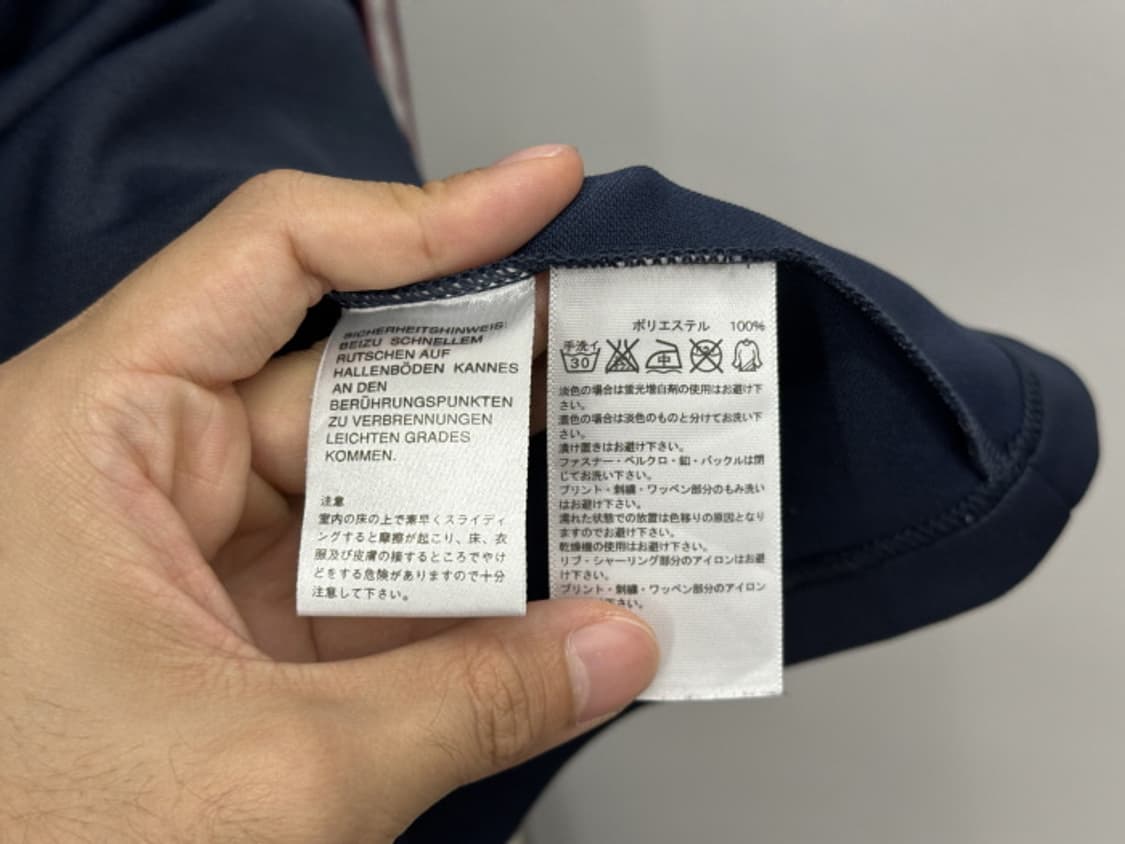 SICHERHEITSHINWEIS:
BEIZU SCHNELLEM
RUTSCHEN AUF
HALLENBÖDEN KANNES
AN DEN
BERÜHRUNGSPUNKTEN
ZU VERBRENNUNGEN
LEICHTEN GRADES
KOMMEN.
注意
室内の床の上で素早くスライディ
ングすると摩擦が起こり、床、衣
服及び皮膚の接するところでやけ
どをする危険がありますので十分
注意して下さい。
ポリエステル 100%
手洗イ
30
中
淡色の場合は蛍光増白剤の使用はお避け下
さい。
濃色の場合は淡色のものと分けてお洗い下
さい。
漬け置きはお避け下さい。
ファスナー・ベルクロ・釦・バックルは閉
じてお洗い下さい。
プリント・刺繍・ワッペン部分のもみ洗い
はお避け下さい。
濡れた状態での放置は色移りの原因となり
ますのでお避け下さい。
乾燥機の使用はお避け下さい。
リブ・シャーリング部分のアイロンはお避
け下さい。
プリント・刺繍・ワッペン部分のアイロン
下さい。